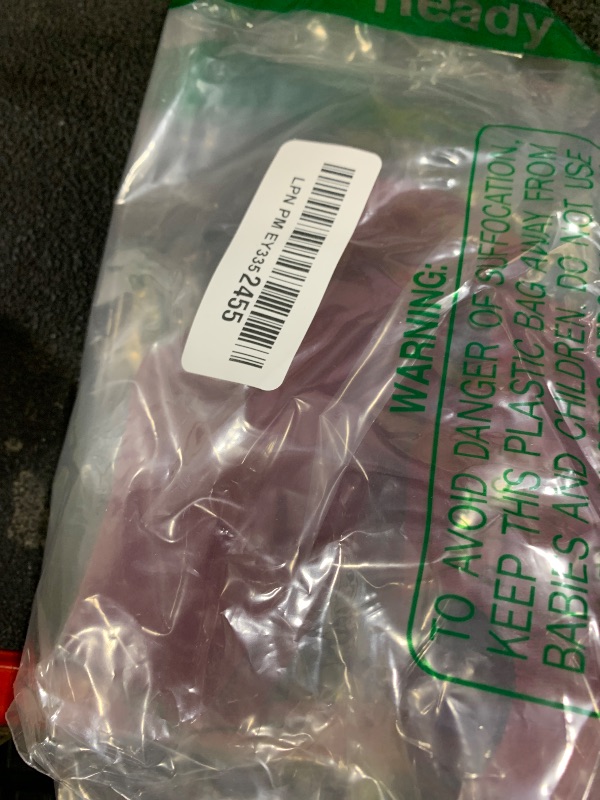 Ready
LPN PM EY3352455
WARNING:
TO AVOID DANGER OF SUFFOCATION,
KEEP THIS PLASTIC BAG AWAY FROM
BABIES AND CHILDREN. DO NOT USE